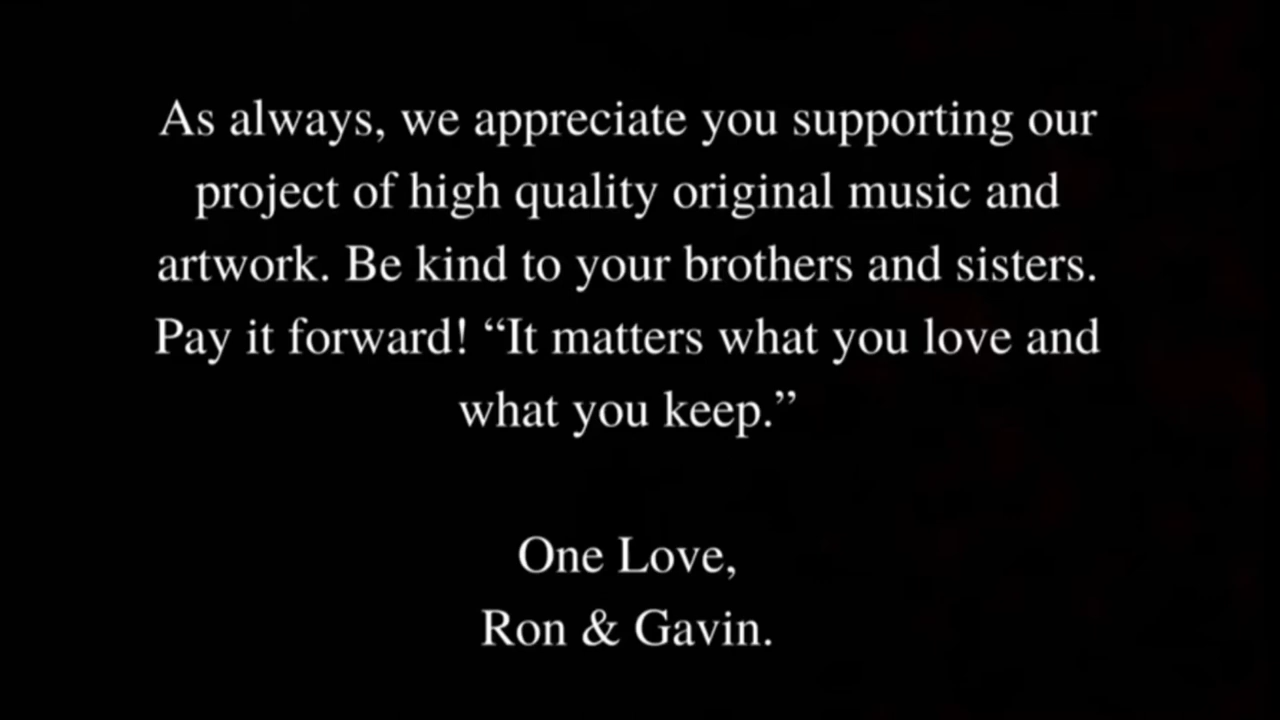 As always, we appreciate you supporting our
project of high quality original music and
artwork. Be kind to your brothers and sisters.
Pay it forward! “It matters what you love and
what you keep.”
One Love,
Ron & Gavin.